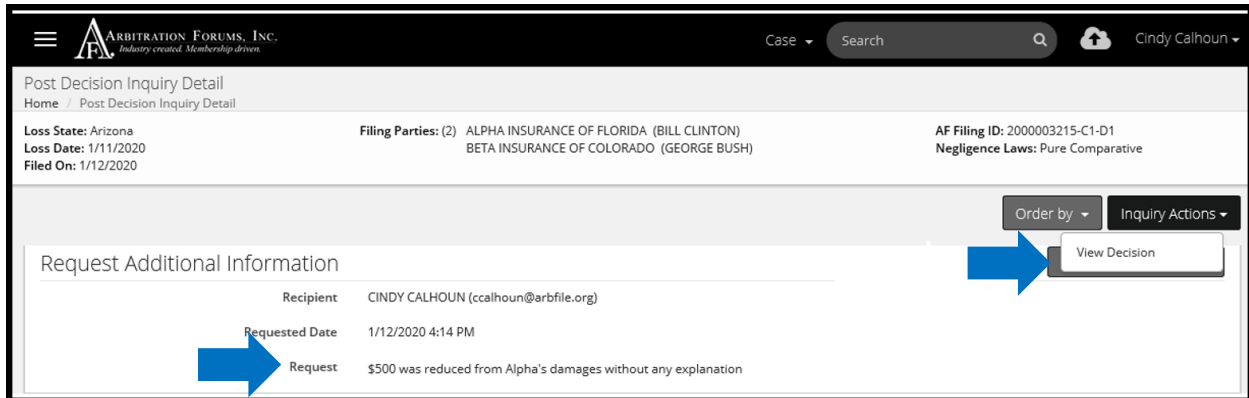 ARBITRATION FORUMS, INC.
Industry created. Membership driven.
Case
Search
Cindy Calhoun
Post Decision Inquiry Detail
Home / Post Decision Inquiry Detail
Loss State: Arizona
Loss Date: 1/11/2020
Filed On: 1/12/2020
Filing Parties: (2) ALPHA INSURANCE OF FLORIDA (BILL CLINTON)
BETA INSURANCE OF COLORADO (GEORGE BUSH)
AF Filing ID: 2000003215-C1-D1
Negligence Laws: Pure Comparative
Order by
Inquiry Actions
View Decision
Request Additional Information
Recipient CINDY CALHOUN (ccalhoun@arbfile.org)
Requested Date 1/12/2020 4:14 PM
Request $500 was reduced from Alpha's damages without any explanation